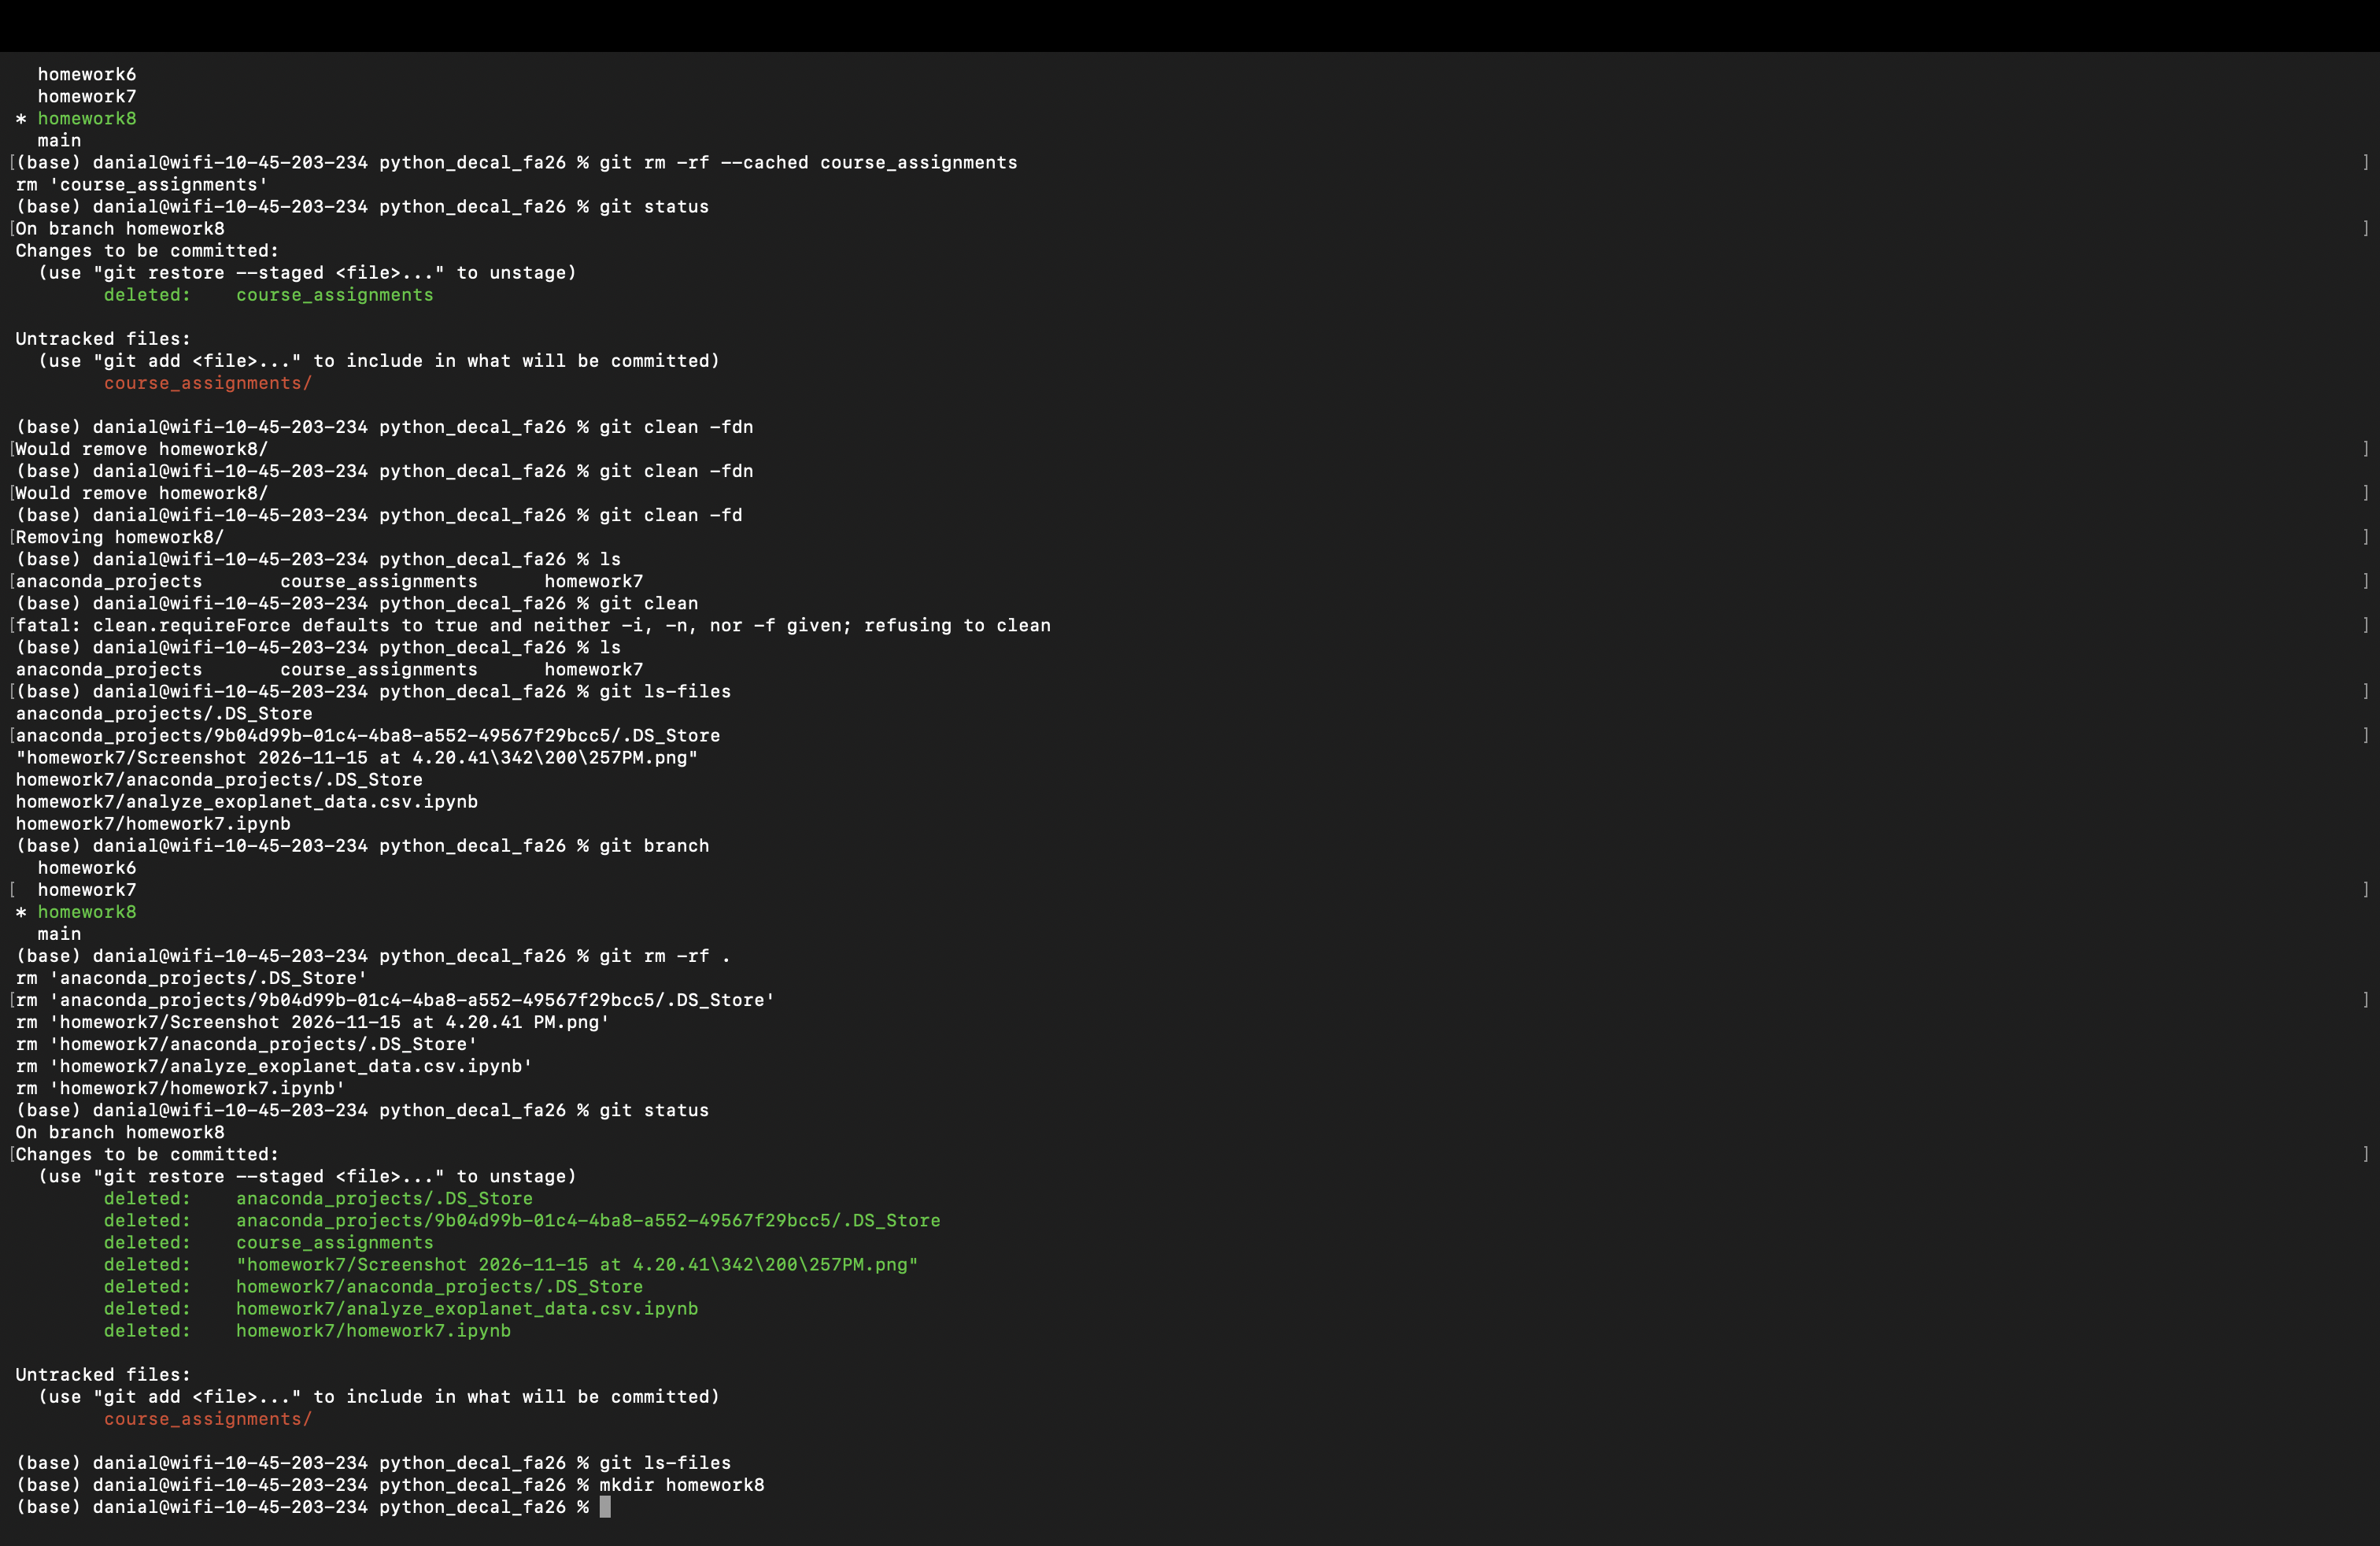 homework6
homework7
* homework8
main
[(base) danial@wifi-10-45-203-234 python_decal_fa26 % git rm -rf --cached course_assignments ]
rm 'course_assignments'
(base) danial@wifi-10-45-203-234 python_decal_fa26 % git status
[On branch homework8 ]
Changes to be committed:
(use "git restore --staged <file>..." to unstage)
deleted: course_assignments
Untracked files:
(use "git add <file>..." to include in what will be committed)
course_assignments/
(base) danial@wifi-10-45-203-234 python_decal_fa26 % git clean -fdn
[Would remove homework8/ ]
(base) danial@wifi-10-45-203-234 python_decal_fa26 % git clean -fdn
[Would remove homework8/ ]
(base) danial@wifi-10-45-203-234 python_decal_fa26 % git clean -fd
[Removing homework8/ ]
(base) danial@wifi-10-45-203-234 python_decal_fa26 % ls
[anaconda_projects course_assignments homework7 ]
(base) danial@wifi-10-45-203-234 python_decal_fa26 % git clean
[fatal: clean.requireForce defaults to true and neither -i, -n, nor -f given; refusing to clean ]
(base) danial@wifi-10-45-203-234 python_decal_fa26 % ls
anaconda_projects course_assignments homework7
[(base) danial@wifi-10-45-203-234 python_decal_fa26 % git ls-files ]
anaconda_projects/.DS_Store
[anaconda_projects/9b04d99b-01c4-4ba8-a552-49567f29bcc5/.DS_Store ]
"homework7/Screenshot 2026-11-15 at 4.20.41\342\200\257PM.png"
homework7/anaconda_projects/.DS_Store
homework7/analyze_exoplanet_data.csv.ipynb
homework7/homework7.ipynb
(base) danial@wifi-10-45-203-234 python_decal_fa26 % git branch
homework6
[ homework7 ]
* homework8
main
(base) danial@wifi-10-45-203-234 python_decal_fa26 % git rm -rf .
rm 'anaconda_projects/.DS_Store'
[rm 'anaconda_projects/9b04d99b-01c4-4ba8-a552-49567f29bcc5/.DS_Store' ]
rm 'homework7/Screenshot 2026-11-15 at 4.20.41 PM.png'
rm 'homework7/anaconda_projects/.DS_Store'
rm 'homework7/analyze_exoplanet_data.csv.ipynb'
rm 'homework7/homework7.ipynb'
(base) danial@wifi-10-45-203-234 python_decal_fa26 % git status
On branch homework8
[Changes to be committed: ]
(use "git restore --staged <file>..." to unstage)
deleted: anaconda_projects/.DS_Store
deleted: anaconda_projects/9b04d99b-01c4-4ba8-a552-49567f29bcc5/.DS_Store
deleted: course_assignments
deleted: "homework7/Screenshot 2026-11-15 at 4.20.41\342\200\257PM.png"
deleted: homework7/anaconda_projects/.DS_Store
deleted: homework7/analyze_exoplanet_data.csv.ipynb
deleted: homework7/homework7.ipynb
Untracked files:
(use "git add <file>..." to include in what will be committed)
course_assignments/
(base) danial@wifi-10-45-203-234 python_decal_fa26 % git ls-files
(base) danial@wifi-10-45-203-234 python_decal_fa26 % mkdir homework8
(base) danial@wifi-10-45-203-234 python_decal_fa26 %